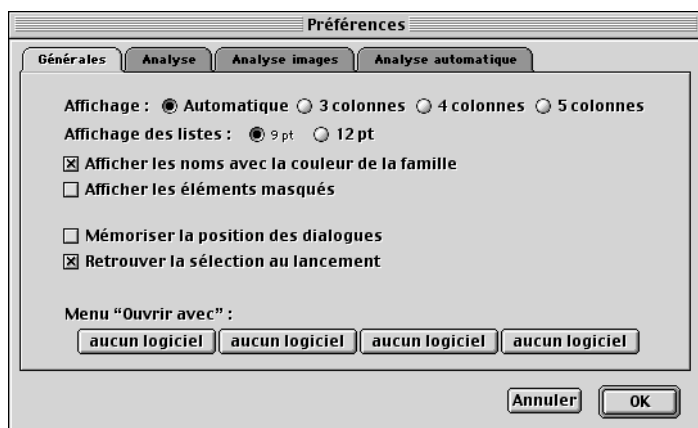 Préférences
Générales Analyse Analyse images Analyse automatique
Affichage : Automatique 3 colonnes 4 colonnes 5 colonnes
Affichage des listes : 9 pt 12 pt
Afficher les noms avec la couleur de la famille
Afficher les éléments masqués
Mémoriser la position des dialogues
Retrouver la sélection au lancement
Menu “Ouvrir avec” :
aucun logiciel aucun logiciel aucun logiciel aucun logiciel
Annuler OK